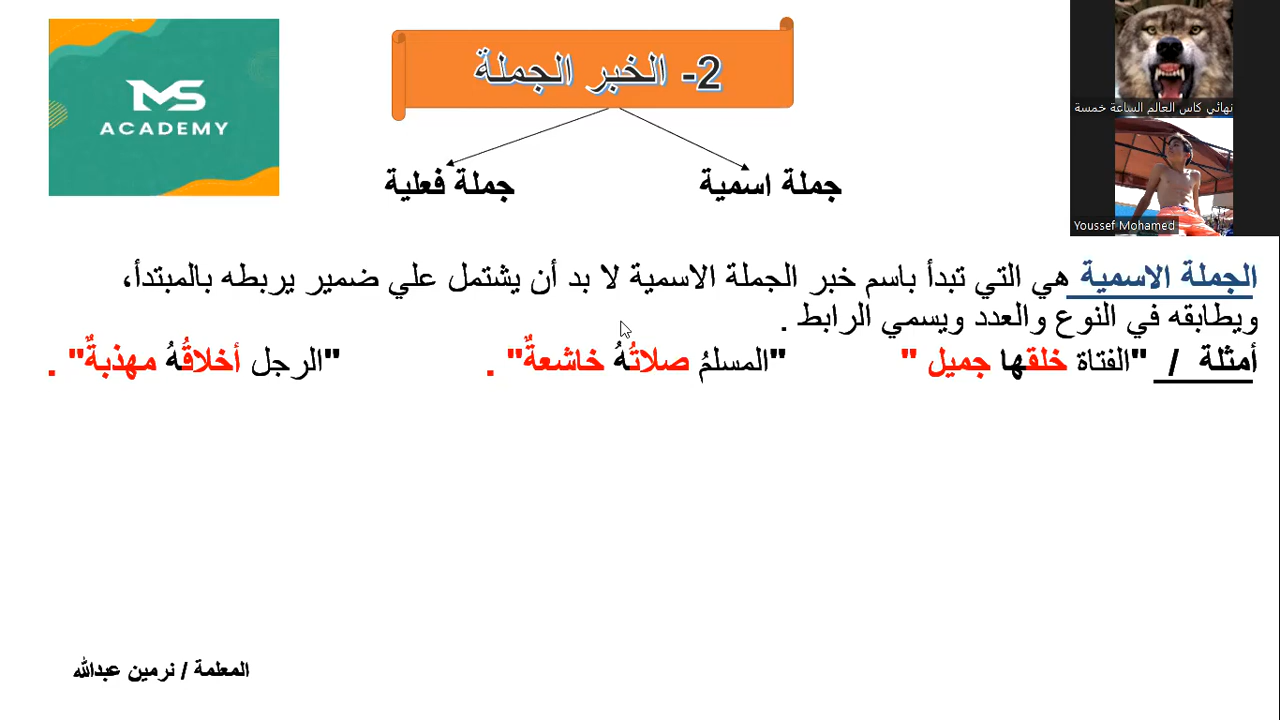 MS
ACADEMY
2- الخبر الجملة
جملة اسمية
جملة فعلية
نهائي كاس العالم الساعة خمسة
Youssef Mohamed
الجملة الاسمية هي التي تبدأ باسم خبر الجملة الاسمية لا بد أن يشتمل علي ضمير يربطه بالمبتدأ،
ويطابقه في النوع والعدد ويسمي الرابط .
أمثلة / "الفتاة خلقها جميل " "المسلمُ صلاتُهُ خاشعةٌ" . "الرجل أخلاقُهُ مهذبةٌ" .
المعلمة / نرمين عبدالله